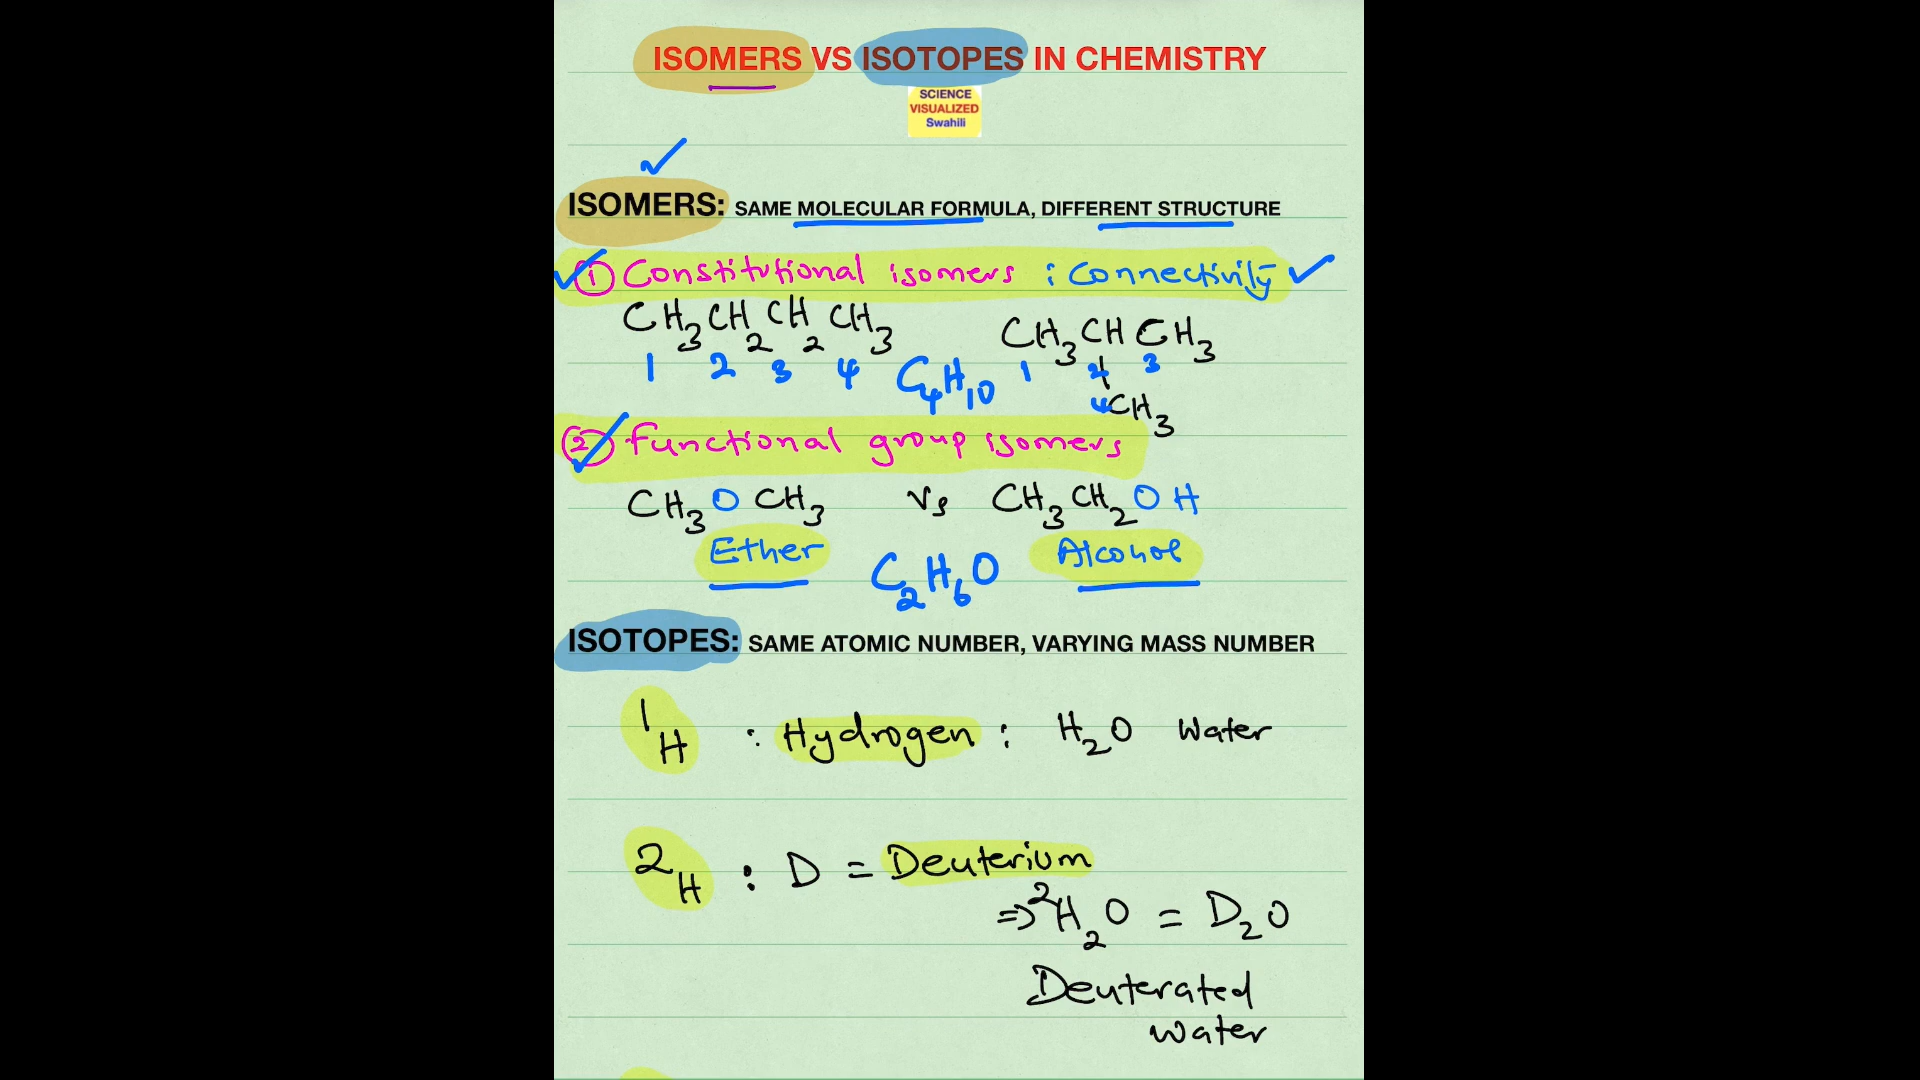 ISOMERS VS ISOTOPES IN CHEMISTRY
SCIENCE
VISUALIZED
Swahili
ISOMERS: SAME MOLECULAR FORMULA, DIFFERENT STRUCTURE
① Constitutional isomers : Connectivity
CH₃CH₂CH₂CH₃ CH₃CHCH₃
1 2 3 4 C₄H₁₀ 1 2 3
4 CH₃
② Functional group isomers
CH₃OCH₃ Vs CH₃CH₂OH
Ether C₂H₆O Alcohol
ISOTOPES: SAME ATOMIC NUMBER, VARYING MASS NUMBER
¹H : Hydrogen : H₂O Water
²H : D = Deuterium
⇒ ²H₂O = D₂O
Deuterated
water